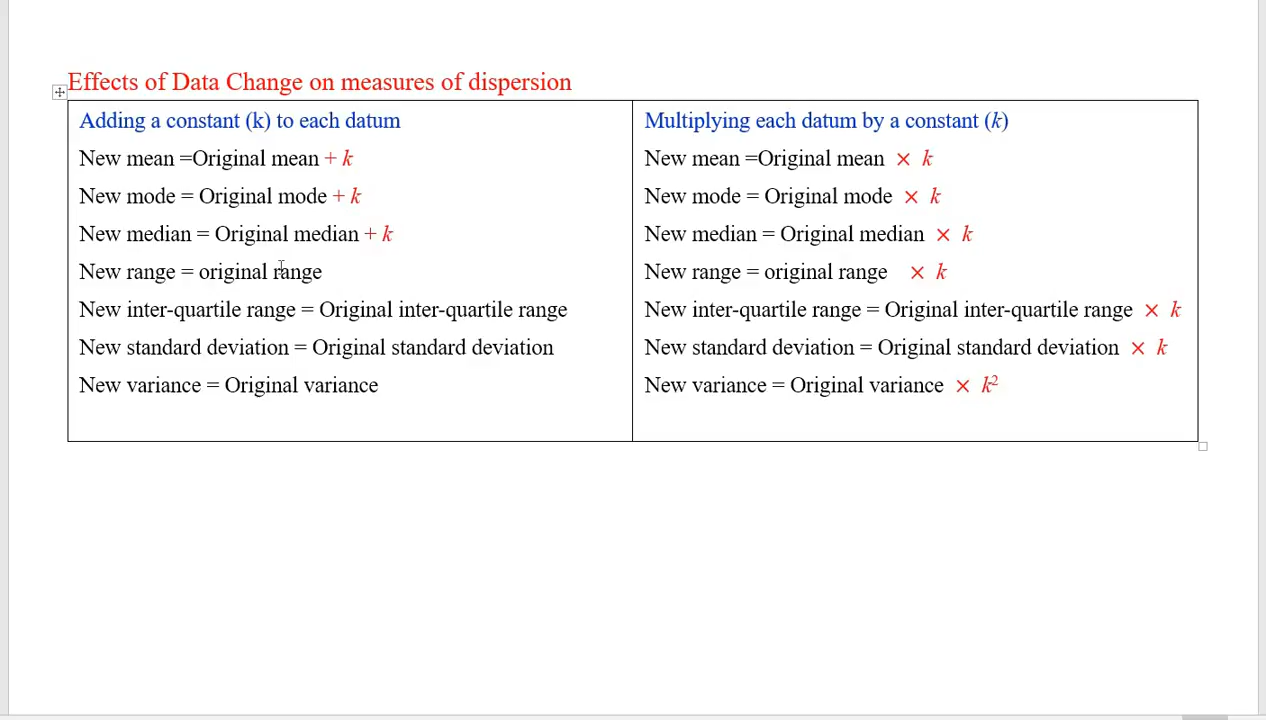 Effects of Data Change on measures of dispersion
Adding a constant (k) to each datum
New mean =Original mean + k
New mode = Original mode + k
New median = Original median + k
New range = original range
New inter-quartile range = Original inter-quartile range
New standard deviation = Original standard deviation
New variance = Original variance
Multiplying each datum by a constant (k)
New mean =Original mean × k
New mode = Original mode × k
New median = Original median × k
New range = original range × k
New inter-quartile range = Original inter-quartile range × k
New standard deviation = Original standard deviation × k
New variance = Original variance × k²